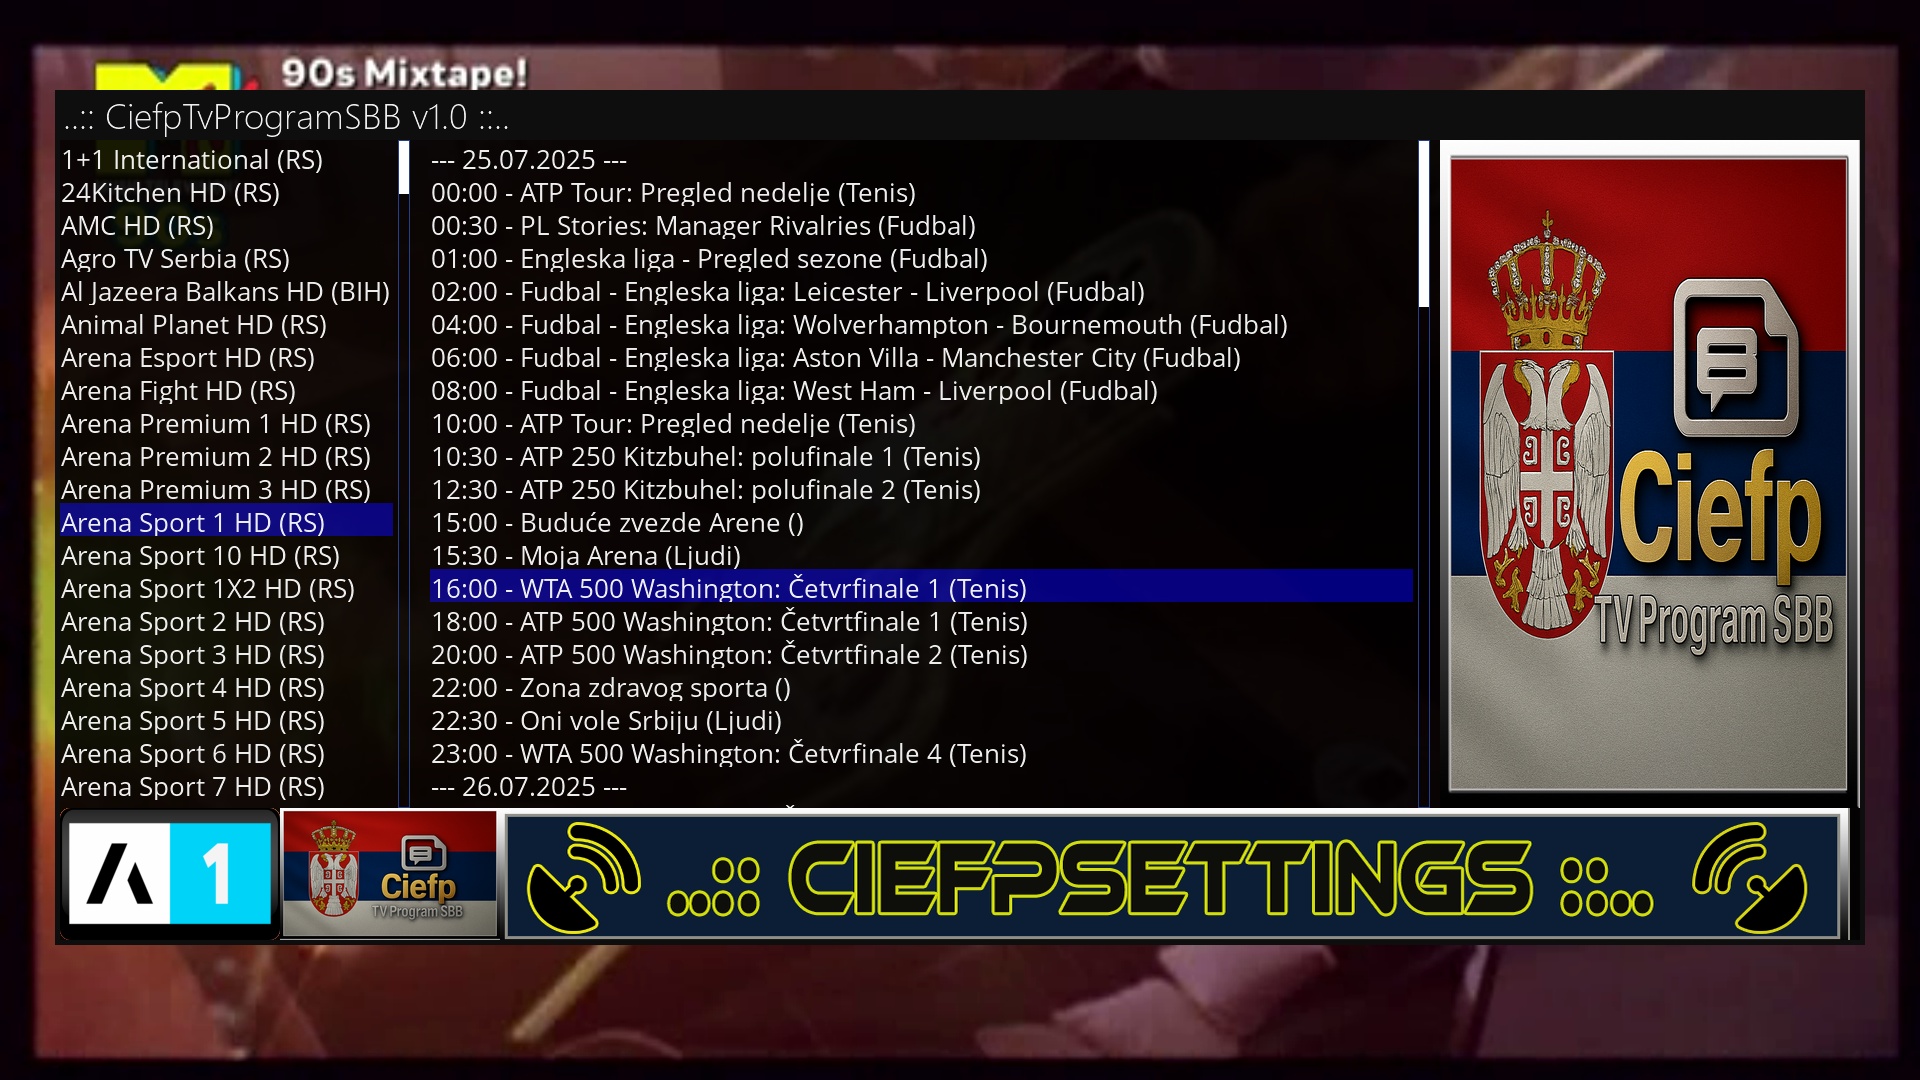 90s Mixtape!
..:: CiefpTvProgramSBB v1.0 ::..
1+1 International (RS)
24Kitchen HD (RS)
AMC HD (RS)
Agro TV Serbia (RS)
Al Jazeera Balkans HD (BIH)
Animal Planet HD (RS)
Arena Esport HD (RS)
Arena Fight HD (RS)
Arena Premium 1 HD (RS)
Arena Premium 2 HD (RS)
Arena Premium 3 HD (RS)
Arena Sport 1 HD (RS)
Arena Sport 10 HD (RS)
Arena Sport 1X2 HD (RS)
Arena Sport 2 HD (RS)
Arena Sport 3 HD (RS)
Arena Sport 4 HD (RS)
Arena Sport 5 HD (RS)
Arena Sport 6 HD (RS)
Arena Sport 7 HD (RS)
--- 25.07.2025 ---
00:00 - ATP Tour: Pregled nedelje (Tenis)
00:30 - PL Stories: Manager Rivalries (Fudbal)
01:00 - Engleska liga - Pregled sezone (Fudbal)
02:00 - Fudbal - Engleska liga: Leicester - Liverpool (Fudbal)
04:00 - Fudbal - Engleska liga: Wolverhampton - Bournemouth (Fudbal)
06:00 - Fudbal - Engleska liga: Aston Villa - Manchester City (Fudbal)
08:00 - Fudbal - Engleska liga: West Ham - Liverpool (Fudbal)
10:00 - ATP Tour: Pregled nedelje (Tenis)
10:30 - ATP 250 Kitzbuhel: polufinale 1 (Tenis)
12:30 - ATP 250 Kitzbuhel: polufinale 2 (Tenis)
15:00 - Buduće zvezde Arene ()
15:30 - Moja Arena (Ljudi)
16:00 - WTA 500 Washington: Četvrfinale 1 (Tenis)
18:00 - ATP 500 Washington: Četvrtfinale 1 (Tenis)
20:00 - ATP 500 Washington: Četvrtfinale 2 (Tenis)
22:00 - Zona zdravog sporta ()
22:30 - Oni vole Srbiju (Ljudi)
23:00 - WTA 500 Washington: Četvrfinale 4 (Tenis)
--- 26.07.2025 ---
Ciefp
TV Program SBB
1
Ciefp
TV Program SBB
CIEFPSETTINGS